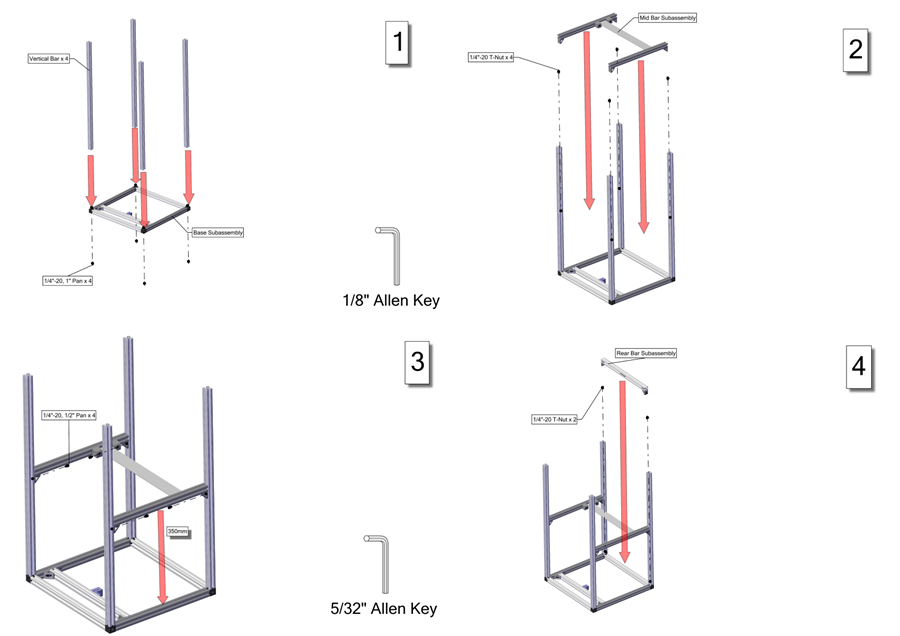 1
Vertical Bar x 4
Base Subassembly
1/4"-20, 1" Pan x 4
1/8" Allen Key
2
Mid Bar Subassembly
1/4"-20 T-Nut x 4
3
1/4"-20, 1/2" Pan x 4
350mm
5/32" Allen Key
4
Rear Bar Subassembly
1/4"-20 T-Nut x 2